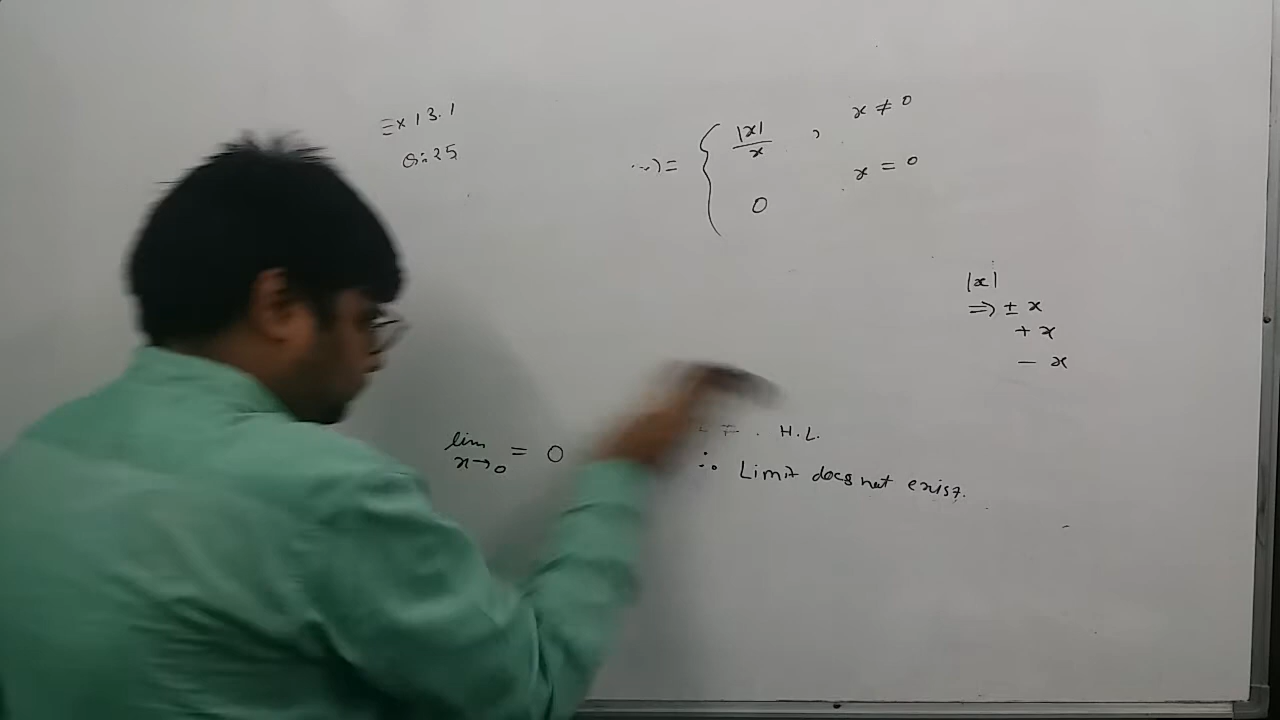 Ex 13.1
Q:25
) = { |x|/x , x ≠ 0
0 x = 0
|x|
⇒ ± x
+ x
− x
lim x→0 = 0
H.L.
∴ Limit does not exist.